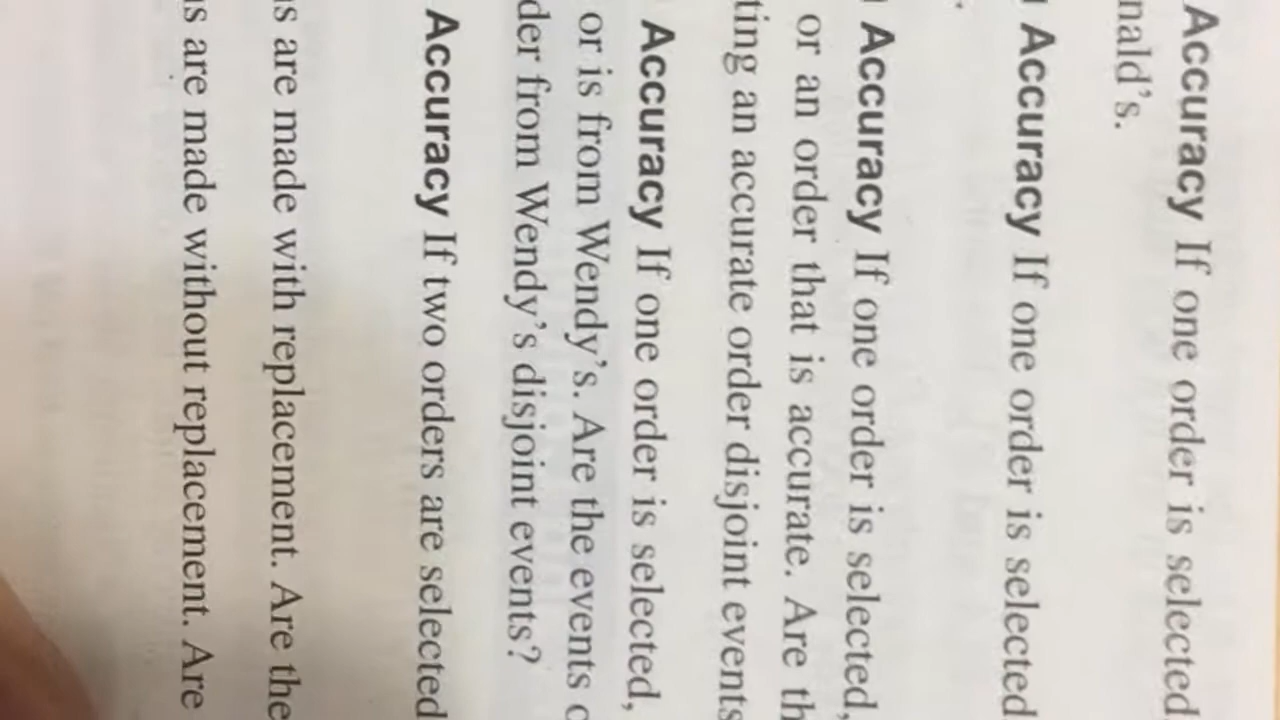 Accuracy If one order is selected
nald's.
Accuracy If one order is selected
Accuracy If one order is selected,
or an order that is accurate. Are th
ting an accurate order disjoint events
Accuracy If one order is selected,
or is from Wendy's. Are the events o
der from Wendy's disjoint events?
Accuracy If two orders are selected
s are made with replacement. Are the
s are made without replacement. Are